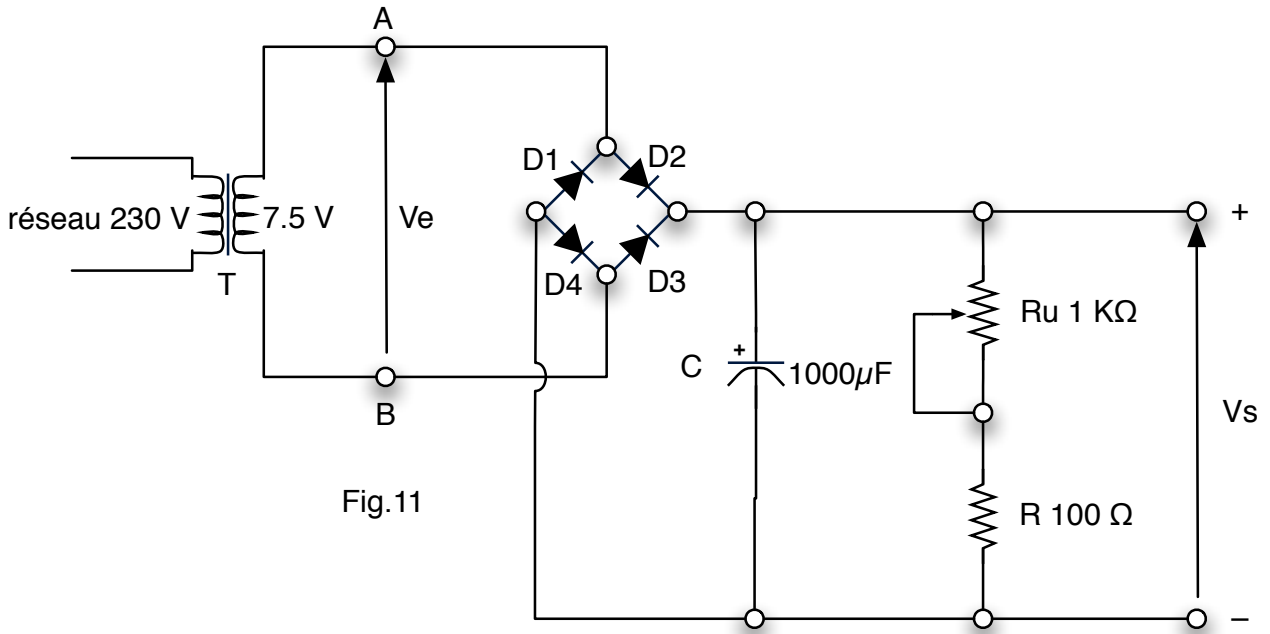 A
D1
D2
réseau 230 V
7.5 V
Ve
+
T
D4
D3
Ru 1 KΩ
+
C
1000µF
B
Vs
Fig.11
R 100 Ω
–